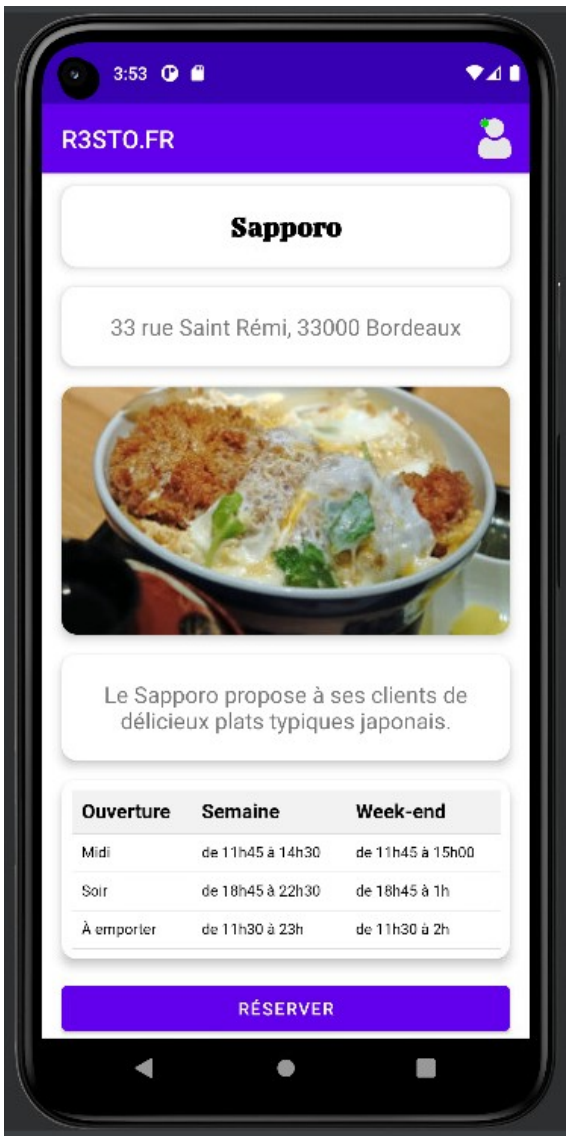 3:53
R3STO.FR
Sapporo
33 rue Saint Rémi, 33000 Bordeaux
Le Sapporo propose à ses clients de
délicieux plats typiques japonais.
Ouverture Semaine Week-end
Midi de 11h45 à 14h30 de 11h45 à 15h00
Soir de 18h45 à 22h30 de 18h45 à 1h
À emporter de 11h30 à 23h de 11h30 à 2h
RÉSERVER